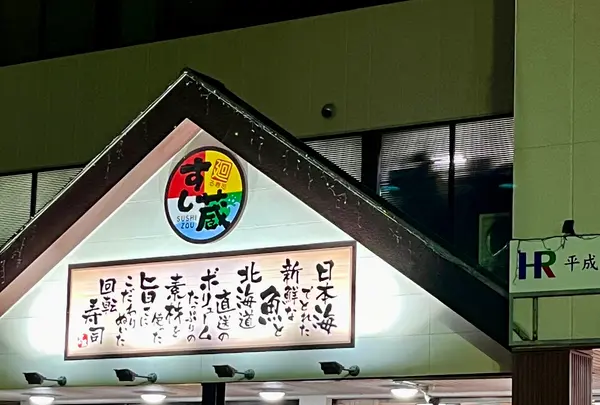 廻
すし蔵
SUSHI
ZOU
日本海
でとれた
新鮮な
魚と
北海道
直送の
ボリューム
たっぷりの
素材を
使った
旨さに
こだわりぬいた
回転
寿司
HR 平成